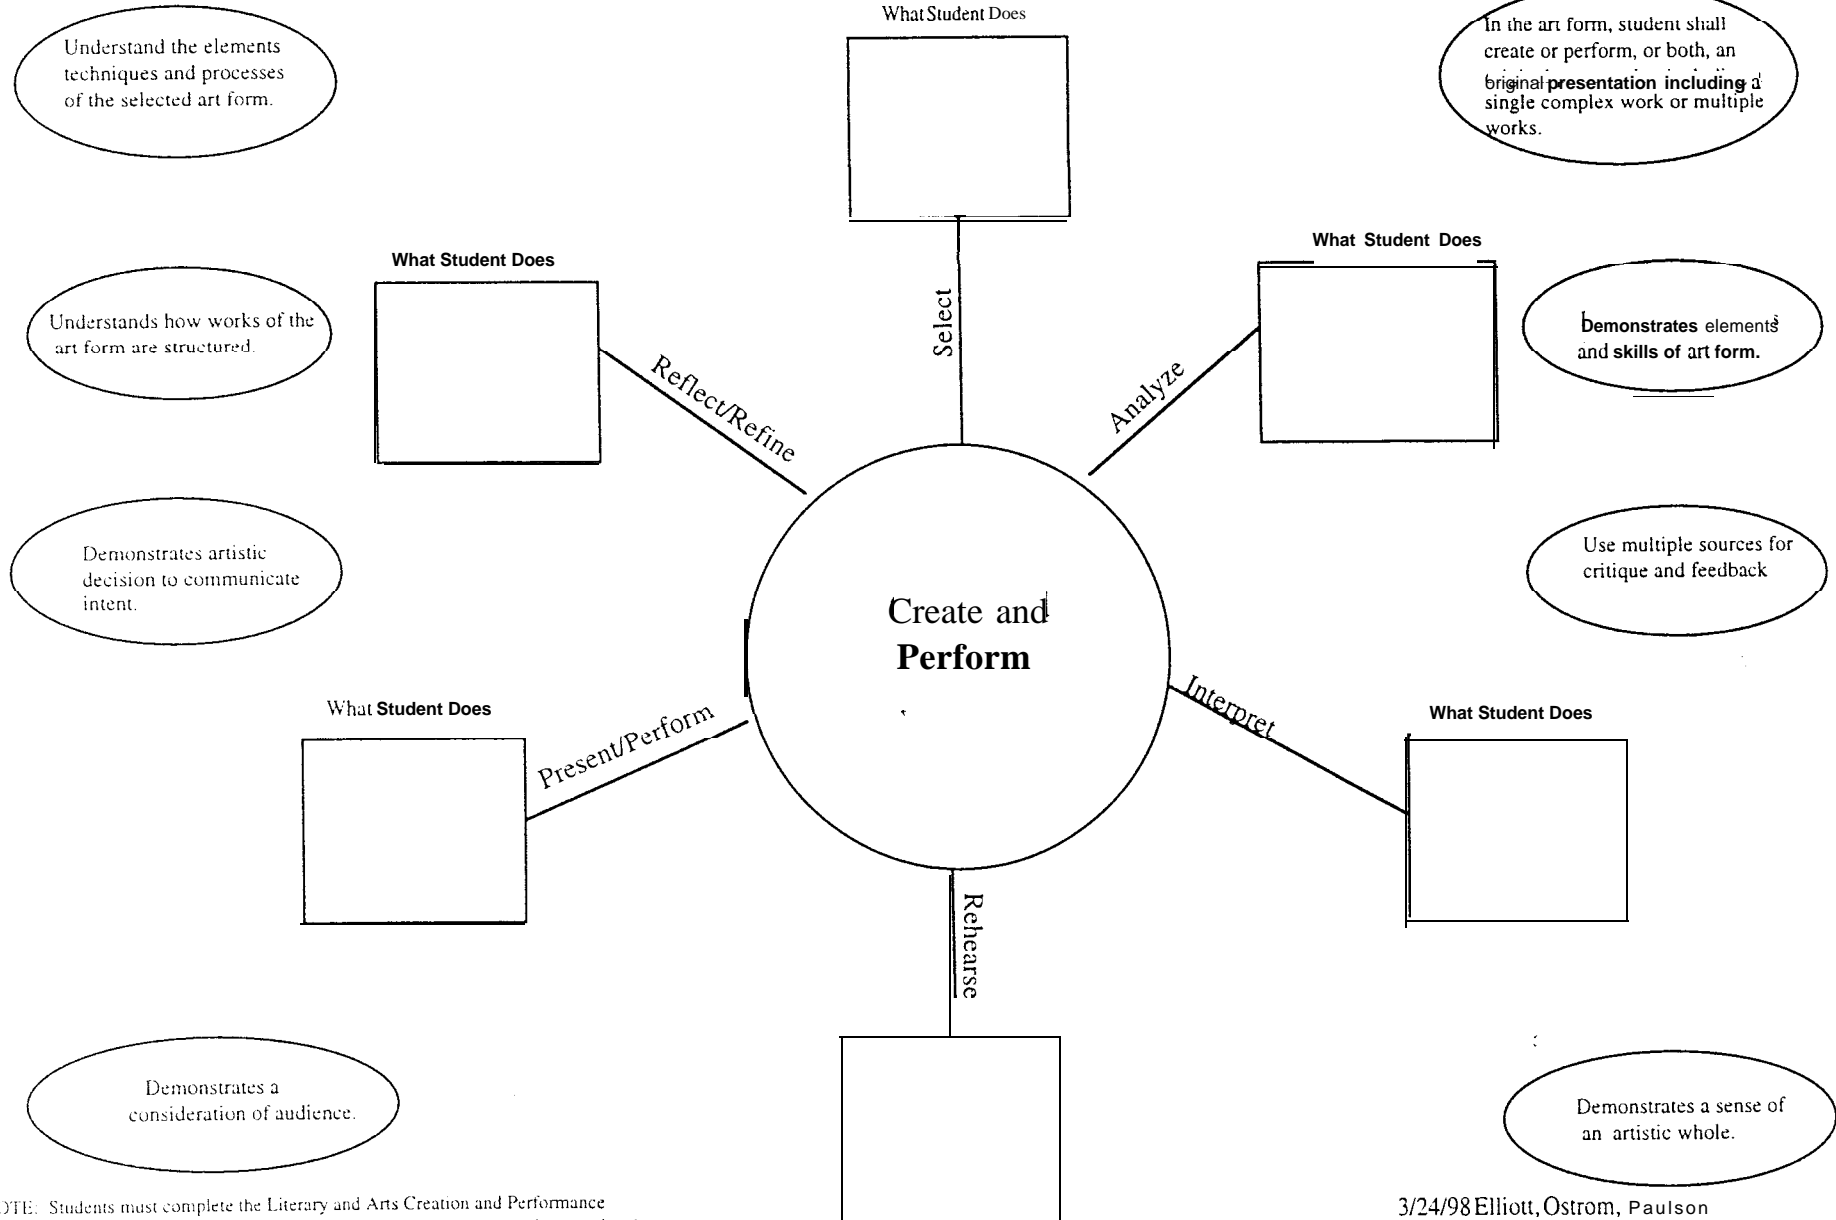 What Student Does
Understand the elements
techniques and processes
of the selected art form.
In the art form, student shall
create or perform, or both, an
original presentation including a
single complex work or multiple
works.
What Student Does
What Student Does
Select
Understands how works of the
art form are structured.
Reflect/Refine
Analyze
Demonstrates elements
and skills of art form.
Demonstrates artistic
decision to communicate
intent.
Use multiple sources for
critique and feedback
Create and
Perform
What Student Does
Present/Perform
Interpret
What Student Does
Rehearse
Demonstrates a
consideration of audience.
Demonstrates a sense of
an artistic whole.
OTE: Students must complete the Literary and Arts Creation and Performance
3/24/98 Elliott, Ostrom, Paulson